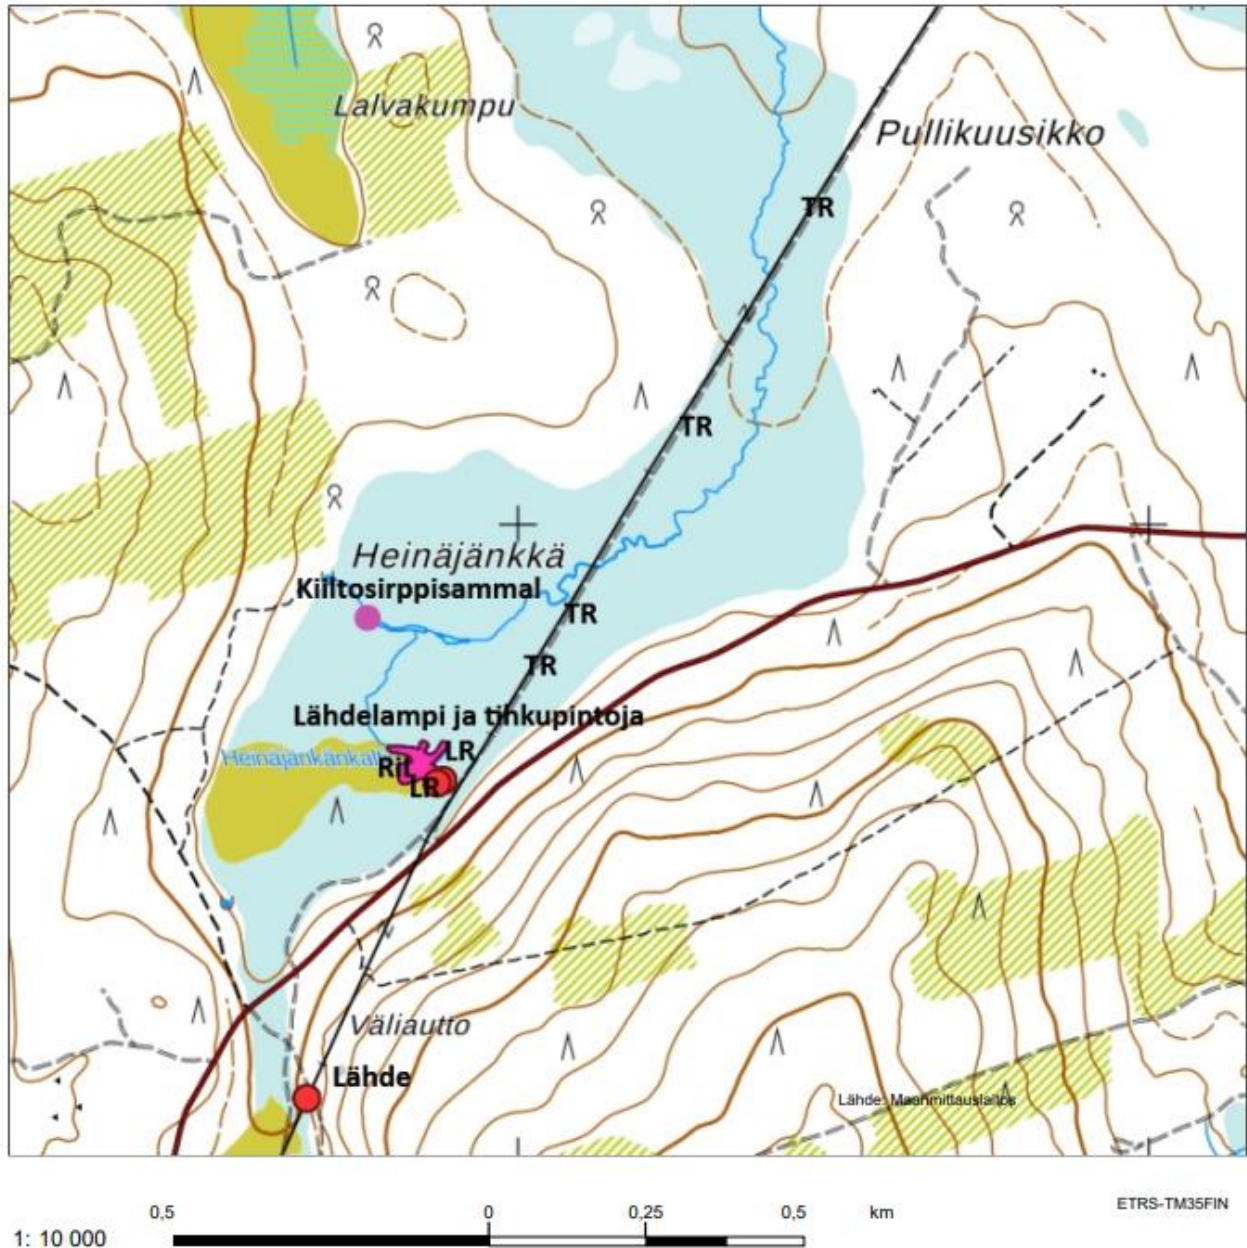 Lalvakumpu
Pullikuusikko
TR
TR
Heinäjänkkä
Kiiltosirppisammal
TR
TR
Lähdelampi ja tihkupintoja
LR
RiL
LR
Väliautto
Lähde
Lähde: Maanmittauslaitos
ETRS-TM35FIN
0,5 0 0,25 0,5 km
1: 10 000